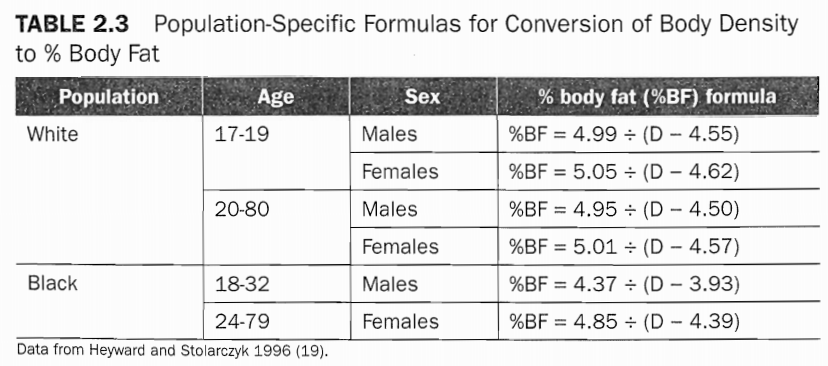 TABLE 2.3 Population-Specific Formulas for Conversion of Body Density
to % Body Fat
Population Age Sex % body fat (%BF) formula
White 17-19 Males %BF = 4.99 ÷ (D – 4.55)
Females %BF = 5.05 ÷ (D – 4.62)
20-80 Males %BF = 4.95 ÷ (D – 4.50)
Females %BF = 5.01 ÷ (D – 4.57)
Black 18-32 Males %BF = 4.37 ÷ (D – 3.93)
24-79 Females %BF = 4.85 ÷ (D – 4.39)
Data from Heyward and Stolarczyk 1996 (19).